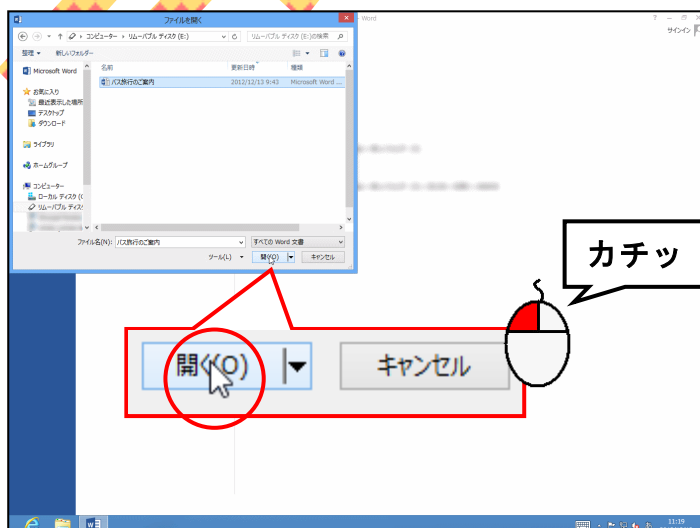 ファイルを開く
Word
サインイン
コンピューター
リムーバブル ディスク (E:)
リムーバブル ディスク (E:)の検索
整理
新しいフォルダー
Microsoft Word
お気に入り
最近表示した場所
デスクトップ
ダウンロード
ライブラリ
ホームグループ
コンピューター
ローカル ディスク (C
リムーバブル ディスク
名前
更新日時
種類
バス旅行のご案内
2012/12/13 9:43
Microsoft Word ...
ファイル名(N):
バス旅行のご案内
すべての Word 文書
ツール(L)
開く(O)
キャンセル
カチッ
開く(O)
キャンセル
11:19